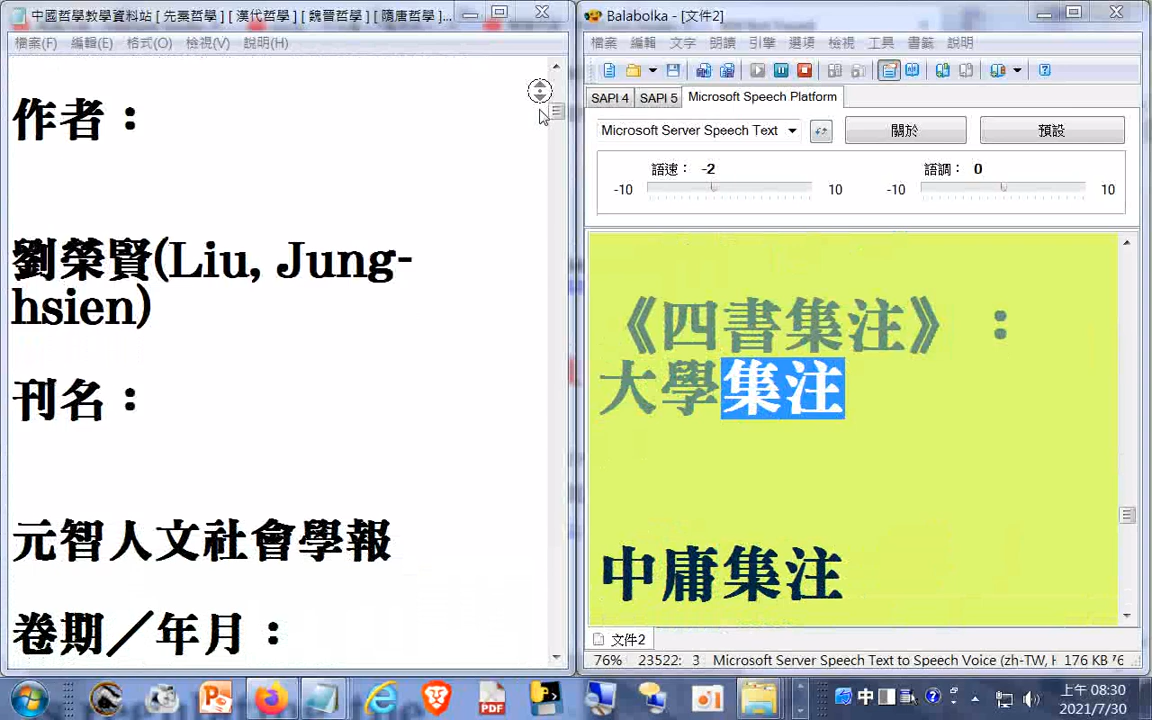 中國哲學教學資料站 [ 先秦哲學 ] [ 漢代哲學 ] [ 魏晉哲學 ] [ 隋唐哲學 ]...
檔案(F) 編輯(E) 格式(O) 檢視(V) 說明(H)
作者：
劉榮賢(Liu, Jung-
hsien)
刊名：
元智人文社會學報
卷期／年月：
Balabolka - [文件2]
檔案 編輯 文字 朗讀 引擎 選項 檢視 工具 書籤 說明
SAPI 4 SAPI 5 Microsoft Speech Platform
Microsoft Server Speech Text 關於 預設
語速： -2 語調： 0
-10 10 -10 10
《四書集注》：
大學集注
中庸集注
文件2
76% 23522: 3 Microsoft Server Speech Text to Speech Voice (zh-TW, H 176 KB
PDF 中 上午 08:30
2021/7/30